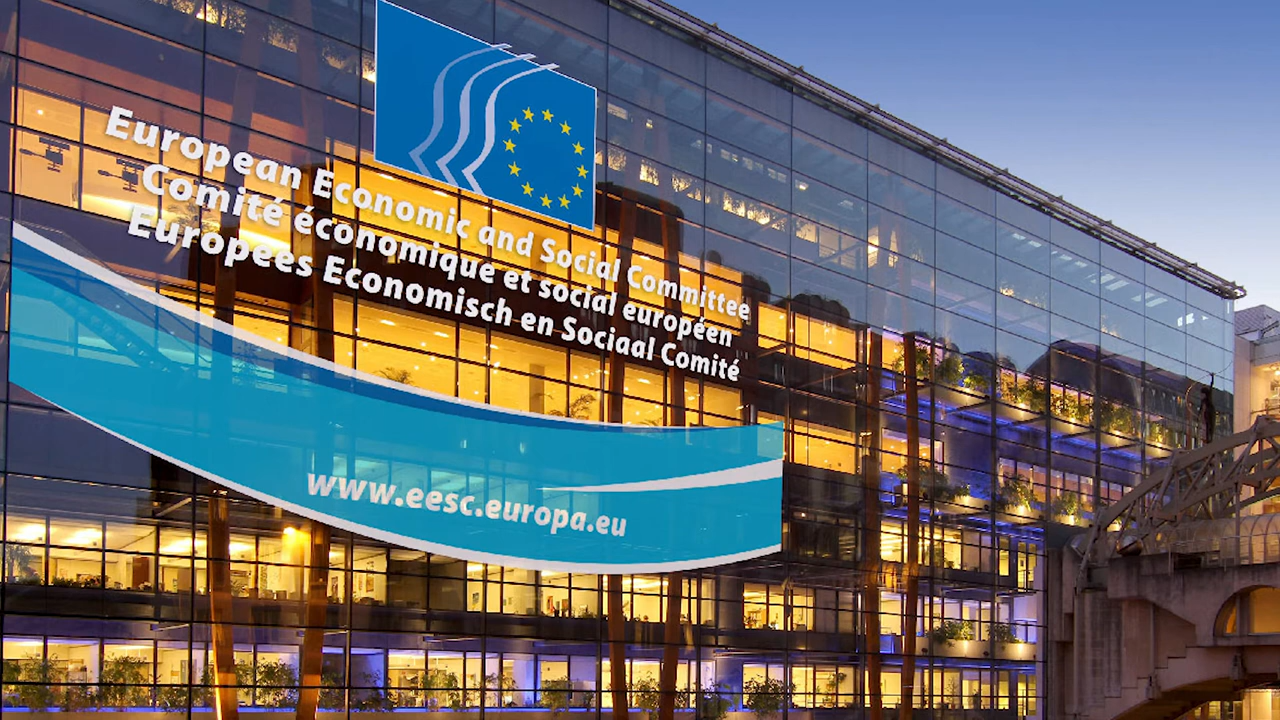 European Economic and Social Committee
Comité économique et social européen
Europees Economisch en Sociaal Comité
www.eesc.europa.eu